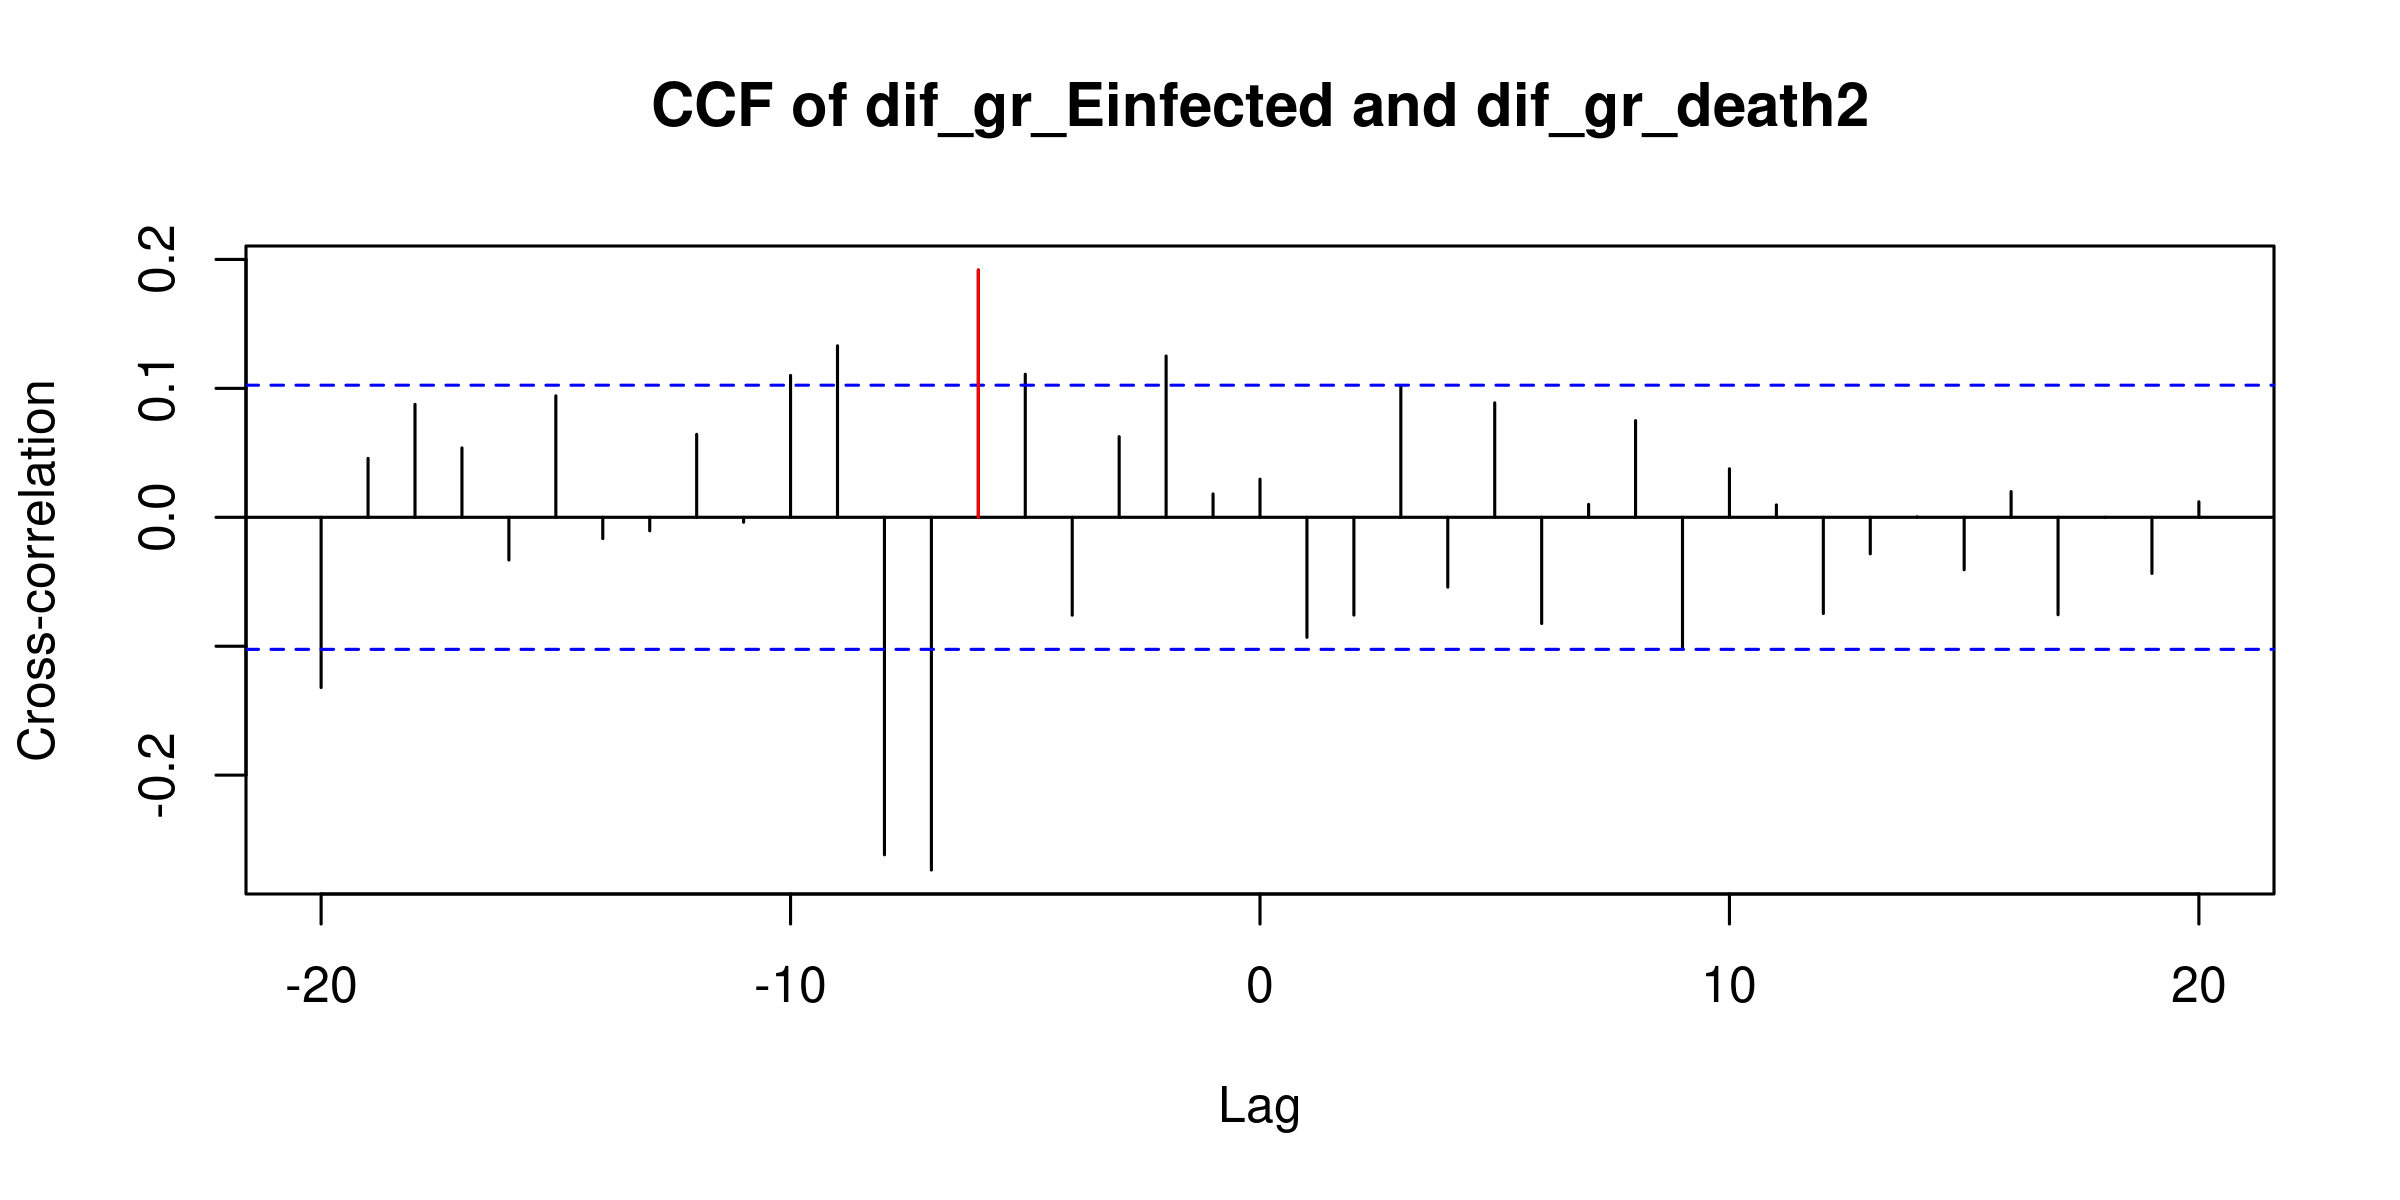 CCF of dif_gr_Einfected and dif_gr_death2
Cross-correlation
0.2
0.1
0.0
-0.2
-20 -10 0 10 20
Lag